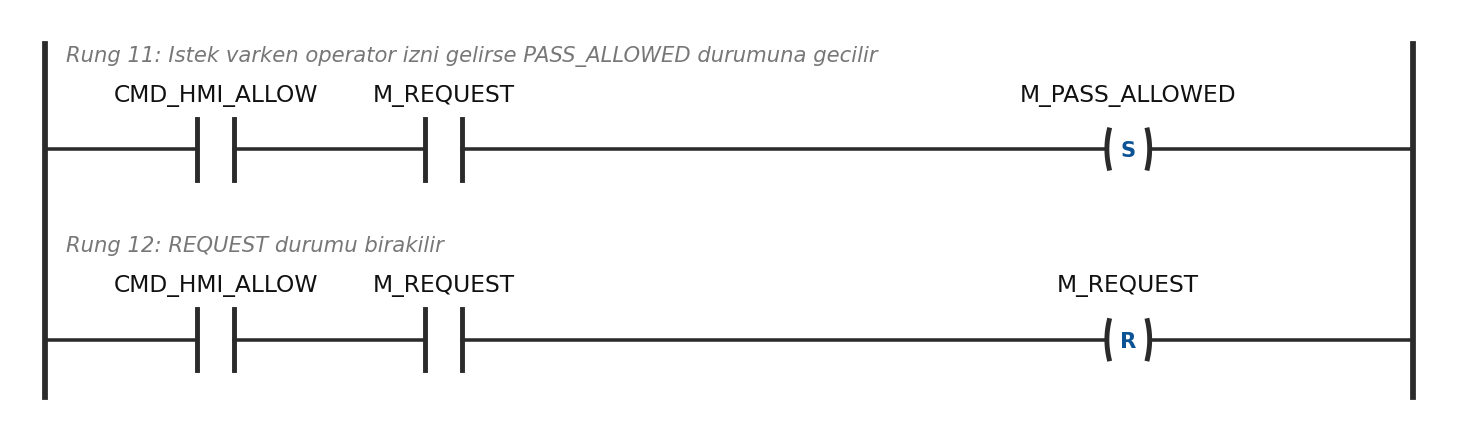 Rung 11: Istek varken operator izni gelirse PASS_ALLOWED durumuna gecilir
CMD_HMI_ALLOW M_REQUEST M_PASS_ALLOWED
S
Rung 12: REQUEST durumu birakilir
CMD_HMI_ALLOW M_REQUEST M_REQUEST
R